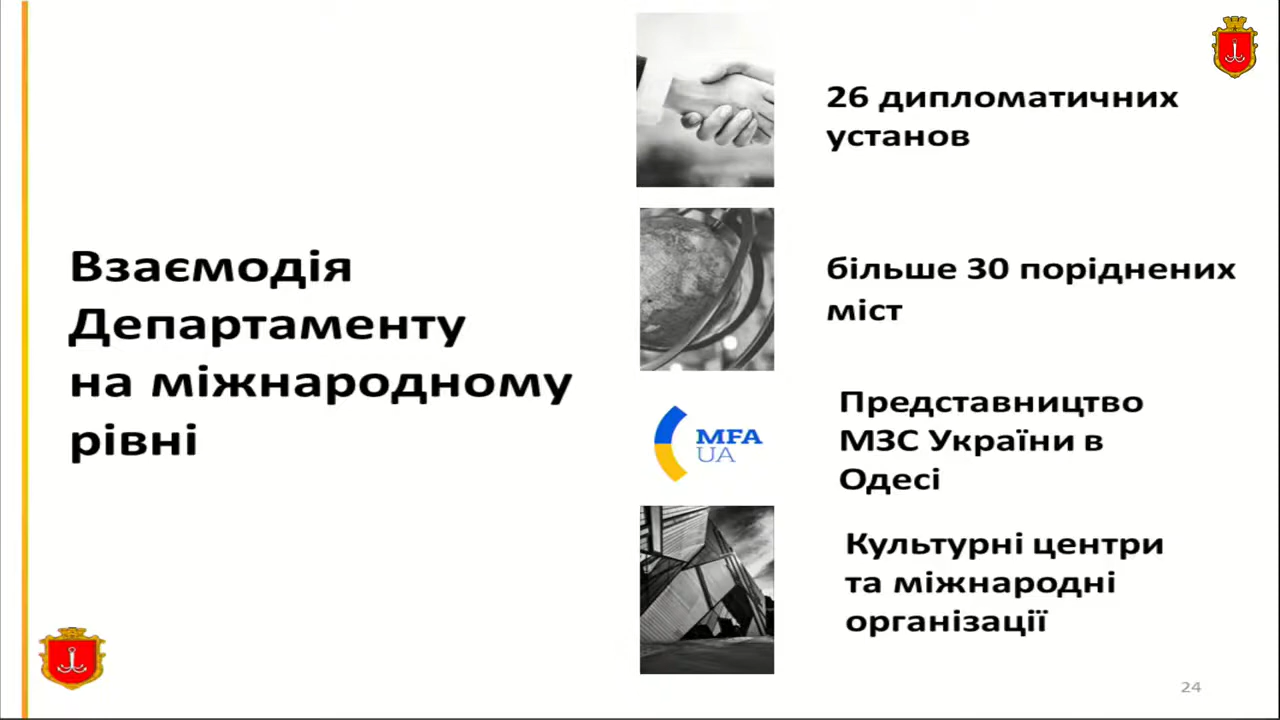 Взаємодія
Департаменту
на міжнародному
рівні
26 дипломатичних
установ
більше 30 поріднених
міст
MFA
UA
Представництво
МЗС України в
Одесі
Культурні центри
та міжнародні
організації
24